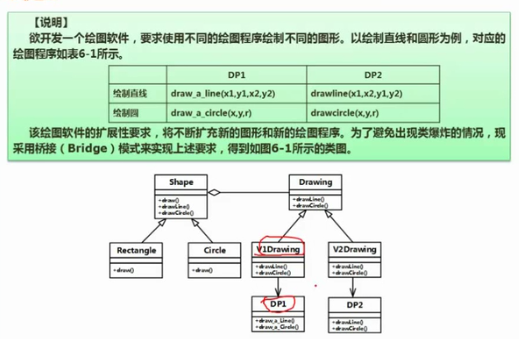 【说明】
欲开发一个绘图软件，要求使用不同的绘图程序绘制不同的图形。以绘制直线和圆形为例，对应的
绘图程序如表6-1所示。
DP1 DP2
绘制直线 draw_a_line(x1,y1,x2,y2) drawline(x1,x2,y1,y2)
绘制圆 draw_a_circle(x,y,r) drawcircle(x,y,r)
该绘图软件的扩展性要求，将不断扩充新的图形和新的绘图程序。为了避免出现类爆炸的情况，现
采用桥接（Bridge）模式来实现上述要求，得到如图6-1所示的类图。
Shape Drawing
+draw()
+drawLine() +drawLine()
+drawCircle() +drawCircle()
Rectangle Circle V1Drawing V2Drawing
+draw() +draw() +drawLine() +drawLine()
+drawCircle() +drawCircle()
DP1 DP2
+draw_a_Line() +drawLine()
+draw_a_Circle() +drawCircle()